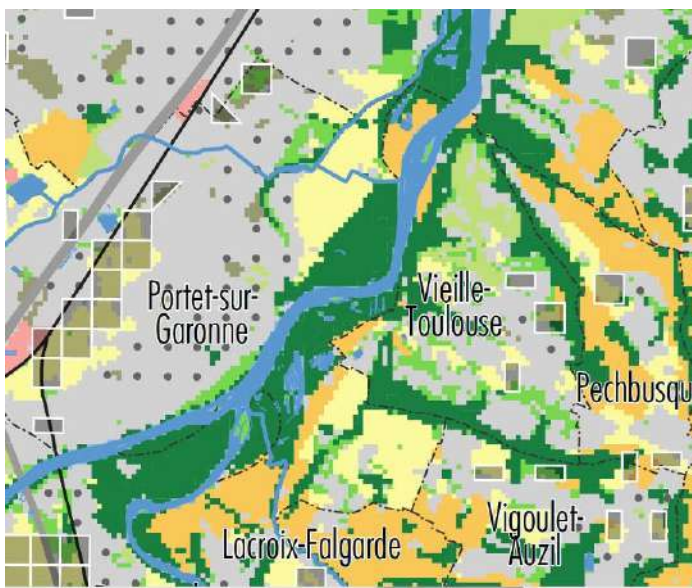 Portet-sur-
Garonne
Vieille-
Toulouse
Pechbusqu
Lacroix-Falgarde
Vigoulet-
Auzil